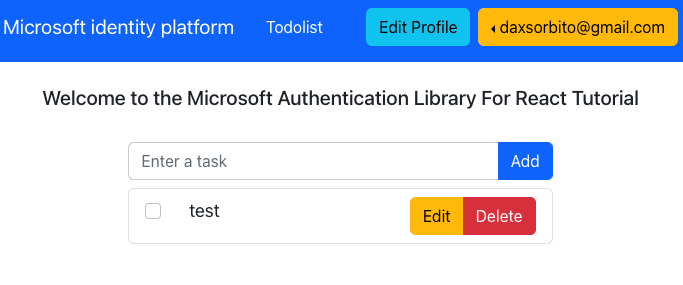 Microsoft identity platform Todolist Edit Profile daxsorbito@gmail.com
Welcome to the Microsoft Authentication Library For React Tutorial
Enter a task Add
test Edit Delete